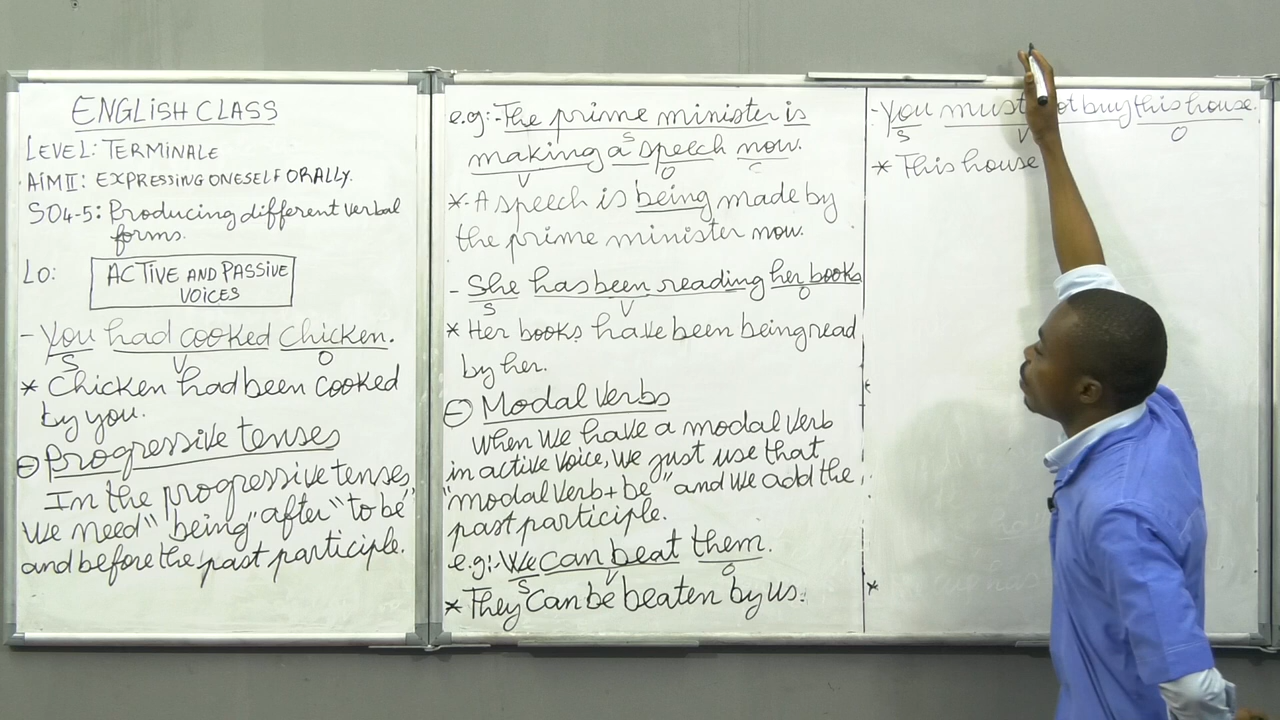 ENGLISH CLASS
LEVEL: TERMINALE
AIM II: EXPRESSING ONESELF ORALLY.
SO4-5: Producing different verbal
forms.
LO: ACTIVE AND PASSIVE
VOICES
- You had cooked Chicken.
S V O
* Chicken had been cooked
by you.
⊖ Progressive tenses
In the progressive tenses,
we need "being" after "to be"
and before the past participle.
e.g:- The prime minister is
S
making a speech now.
V O C
*- A speech is being made by
the prime minister now.
- She has been reading her books
S V O
* Her books have been being read
by her.
⊖ Modal Verbs
When we have a modal verb
in active voice, we just use that
"modal verb + be" and we add the
past participle.
e.g:- We can beat them.
S V O
* They can be beaten by us.
- You must not buy this house.
S V O
* This house